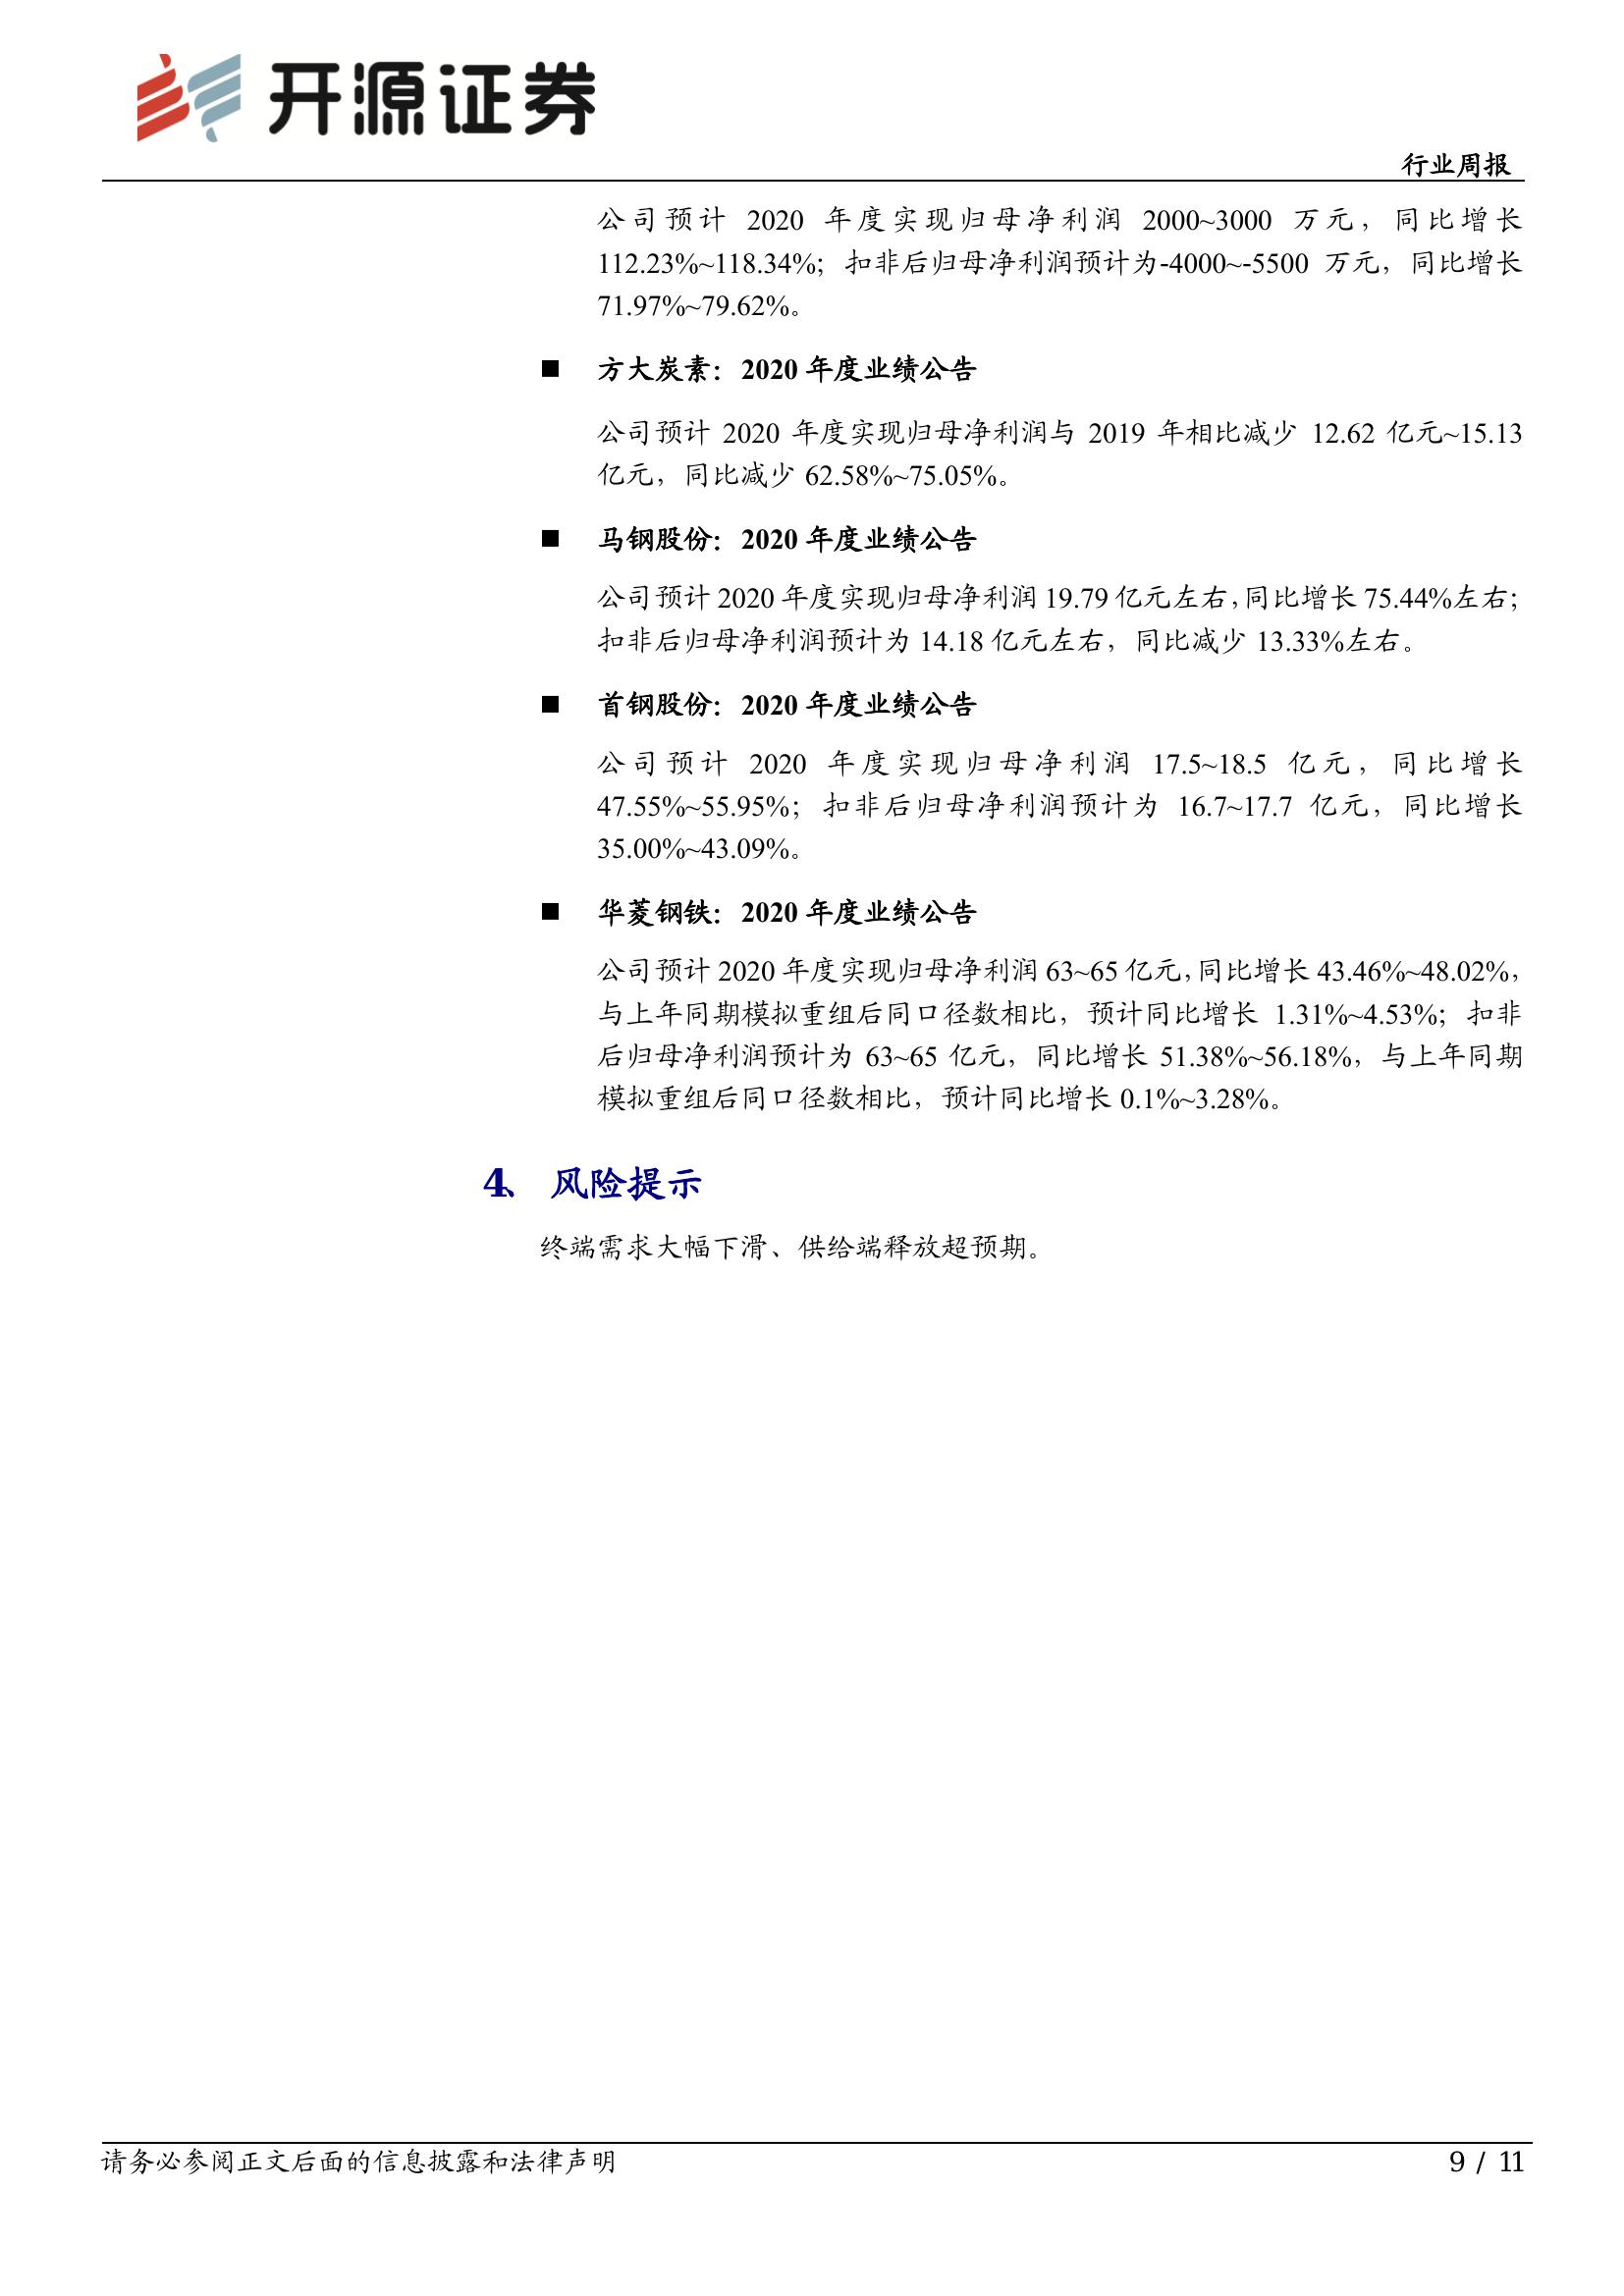 开源证券
行业周报
公司预计 2020 年度实现归母净利润 2000~3000 万元，同比增长
112.23%~118.34%；扣非后归母净利润预计为-4000~-5500 万元，同比增长
71.97%~79.62%。
■ 方大炭素：2020 年度业绩公告
公司预计 2020 年度实现归母净利润与 2019 年相比减少 12.62 亿元~15.13
亿元，同比减少 62.58%~75.05%。
■ 马钢股份：2020 年度业绩公告
公司预计 2020 年度实现归母净利润 19.79 亿元左右，同比增长 75.44%左右；
扣非后归母净利润预计为 14.18 亿元左右，同比减少 13.33%左右。
■ 首钢股份：2020 年度业绩公告
公司预计 2020 年度实现归母净利润 17.5~18.5 亿元，同比增长
47.55%~55.95%；扣非后归母净利润预计为 16.7~17.7 亿元，同比增长
35.00%~43.09%。
■ 华菱钢铁：2020 年度业绩公告
公司预计 2020 年度实现归母净利润 63~65 亿元，同比增长 43.46%~48.02%，
与上年同期模拟重组后同口径数相比，预计同比增长 1.31%~4.53%；扣非
后归母净利润预计为 63~65 亿元，同比增长 51.38%~56.18%，与上年同期
模拟重组后同口径数相比，预计同比增长 0.1%~3.28%。
4、 风险提示
终端需求大幅下滑、供给端释放超预期。
请务必参阅正文后面的信息披露和法律声明
9 / 11